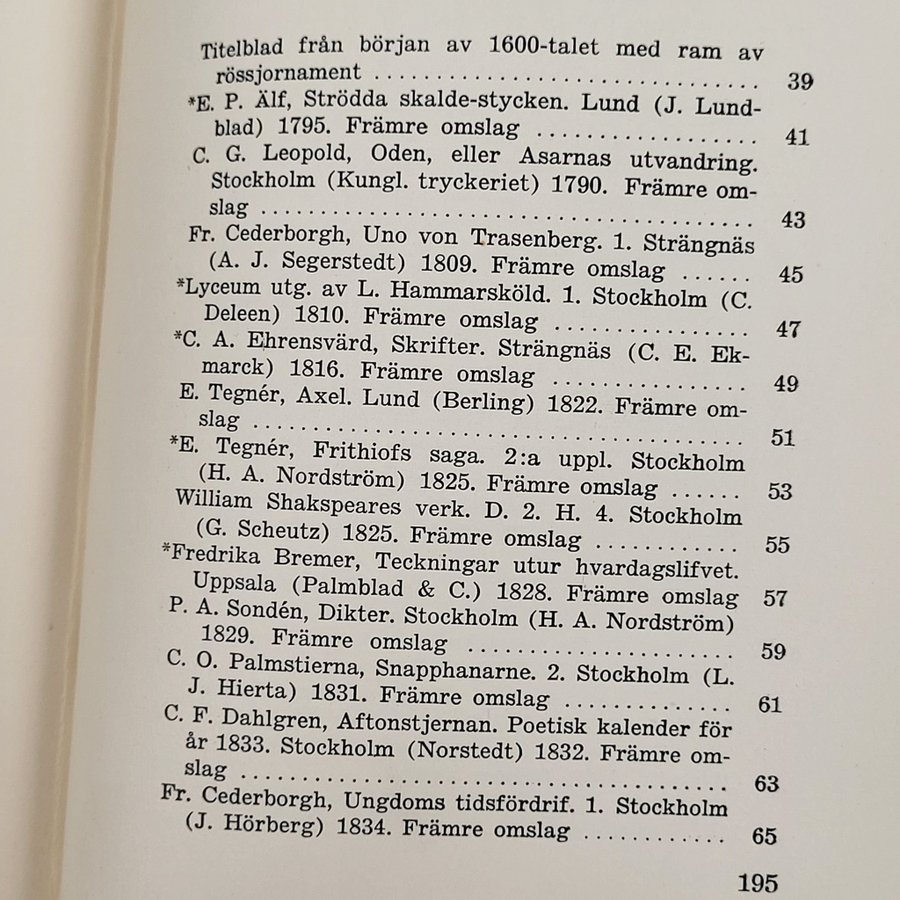 Titelblad från början av 1600-talet med ram av
rössjornament .............................. 39
*E. P. Älf, Strödda skalde-stycken. Lund (J. Lund-
blad) 1795. Främre omslag .................. 41
C. G. Leopold, Oden, eller Asarnas utvandring.
Stockholm (Kungl. tryckeriet) 1790. Främre om-
slag ....................................... 43
Fr. Cederborgh, Uno von Trasenberg. 1. Strängnäs
(A. J. Segerstedt) 1809. Främre omslag ...... 45
*Lyceum utg. av L. Hammarsköld. 1. Stockholm (C.
Deleen) 1810. Främre omslag ................ 47
*C. A. Ehrensvärd, Skrifter. Strängnäs (C. E. Ek-
marck) 1816. Främre omslag ................ 49
E. Tegnér, Axel. Lund (Berling) 1822. Främre om-
slag ....................................... 51
*E. Tegnér, Frithiofs saga. 2:a uppl. Stockholm
(H. A. Nordström) 1825. Främre omslag ...... 53
William Shakspeares verk. D. 2. H. 4. Stockholm
(G. Scheutz) 1825. Främre omslag ............ 55
*Fredrika Bremer, Teckningar utur hvardagslifvet.
Uppsala (Palmblad & C.) 1828. Främre omslag 57
P. A. Sondén, Dikter. Stockholm (H. A. Nordström)
1829. Främre omslag ...................... 59
C. O. Palmstierna, Snapphanarne. 2. Stockholm (L.
J. Hierta) 1831. Främre omslag .............. 61
C. F. Dahlgren, Aftonstjernan. Poetisk kalender för
år 1833. Stockholm (Norstedt) 1832. Främre om-
slag ....................................... 63
Fr. Cederborgh, Ungdoms tidsfördrif. 1. Stockholm
(J. Hörberg) 1834. Främre omslag ............ 65
195